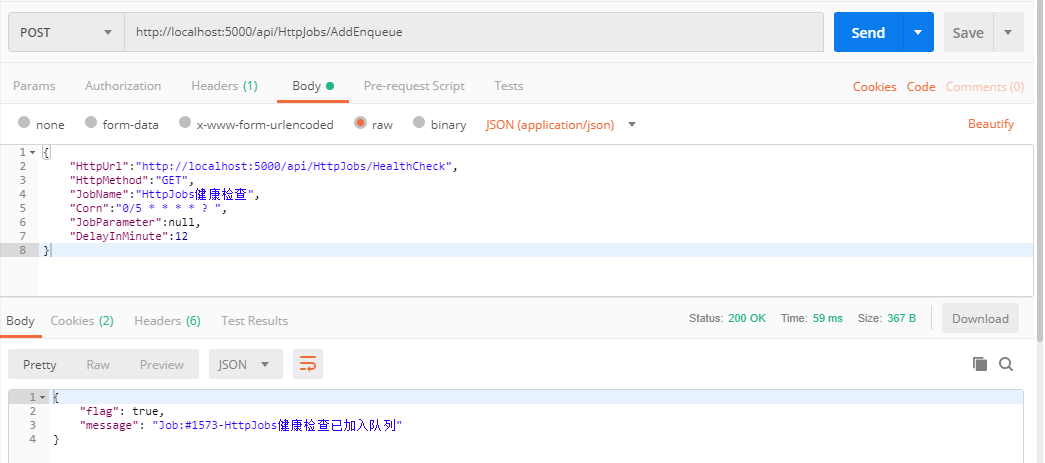 POST http://localhost:5000/api/HttpJobs/AddEnqueue Send Save
Params Authorization Headers (1) Body Pre-request Script Tests Cookies Code Comments (0)
none form-data x-www-form-urlencoded raw binary JSON (application/json) Beautify
1 {
2 "HttpUrl":"http://localhost:5000/api/HttpJobs/HealthCheck",
3 "HttpMethod":"GET",
4 "JobName":"HttpJobs健康检查",
5 "Corn":"0/5 * * * * ? ",
6 "JobParameter":null,
7 "DelayInMinute":12
8 }
Body Cookies (2) Headers (6) Test Results Status: 200 OK Time: 59 ms Size: 367 B Download
Pretty Raw Preview JSON
1 {
2 "flag": true,
3 "message": "Job:#1573-HttpJobs健康检查已加入队列"
4 }